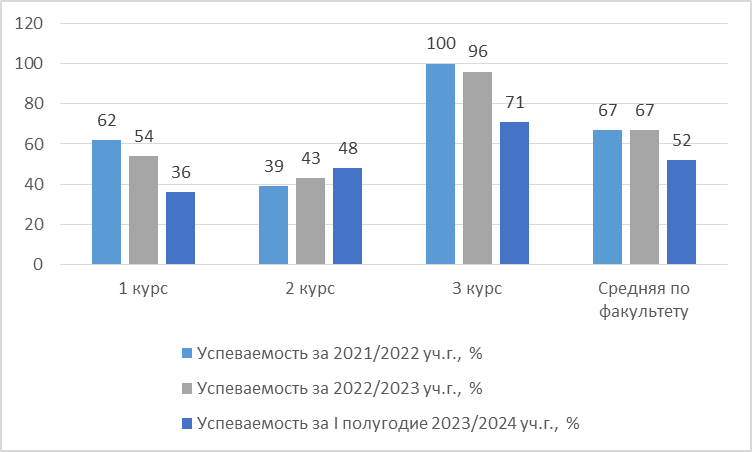 120
100
80
60
40
20
0
62
54
36
39
43
48
100
96
71
67
67
52
1 курс
2 курс
3 курс
Средняя по
факультету
Успеваемость за 2021/2022 уч.г., %
Успеваемость за 2022/2023 уч.г., %
Успеваемость за I полугодие 2023/2024 уч.г., %